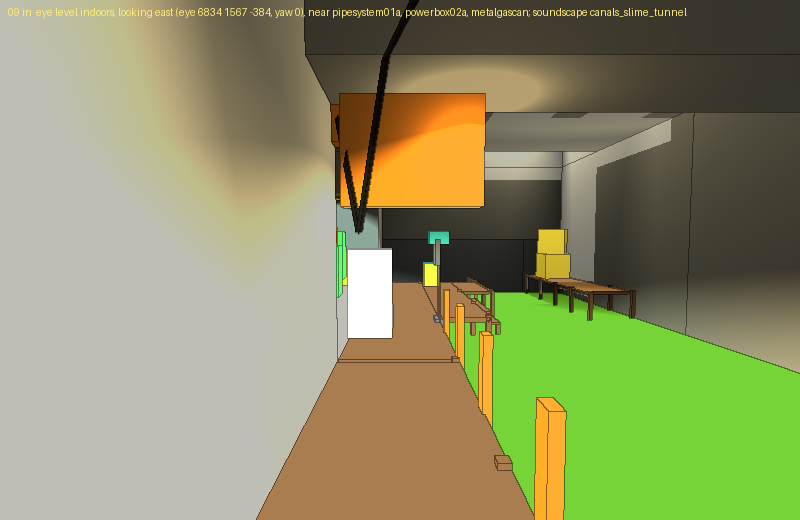 09 in  eye level indoors, looking east (eye 6834 1567 -384, yaw 0), near pipesystem01a, powerbox02a, metalgascan; soundscape canals_slime_tunnel